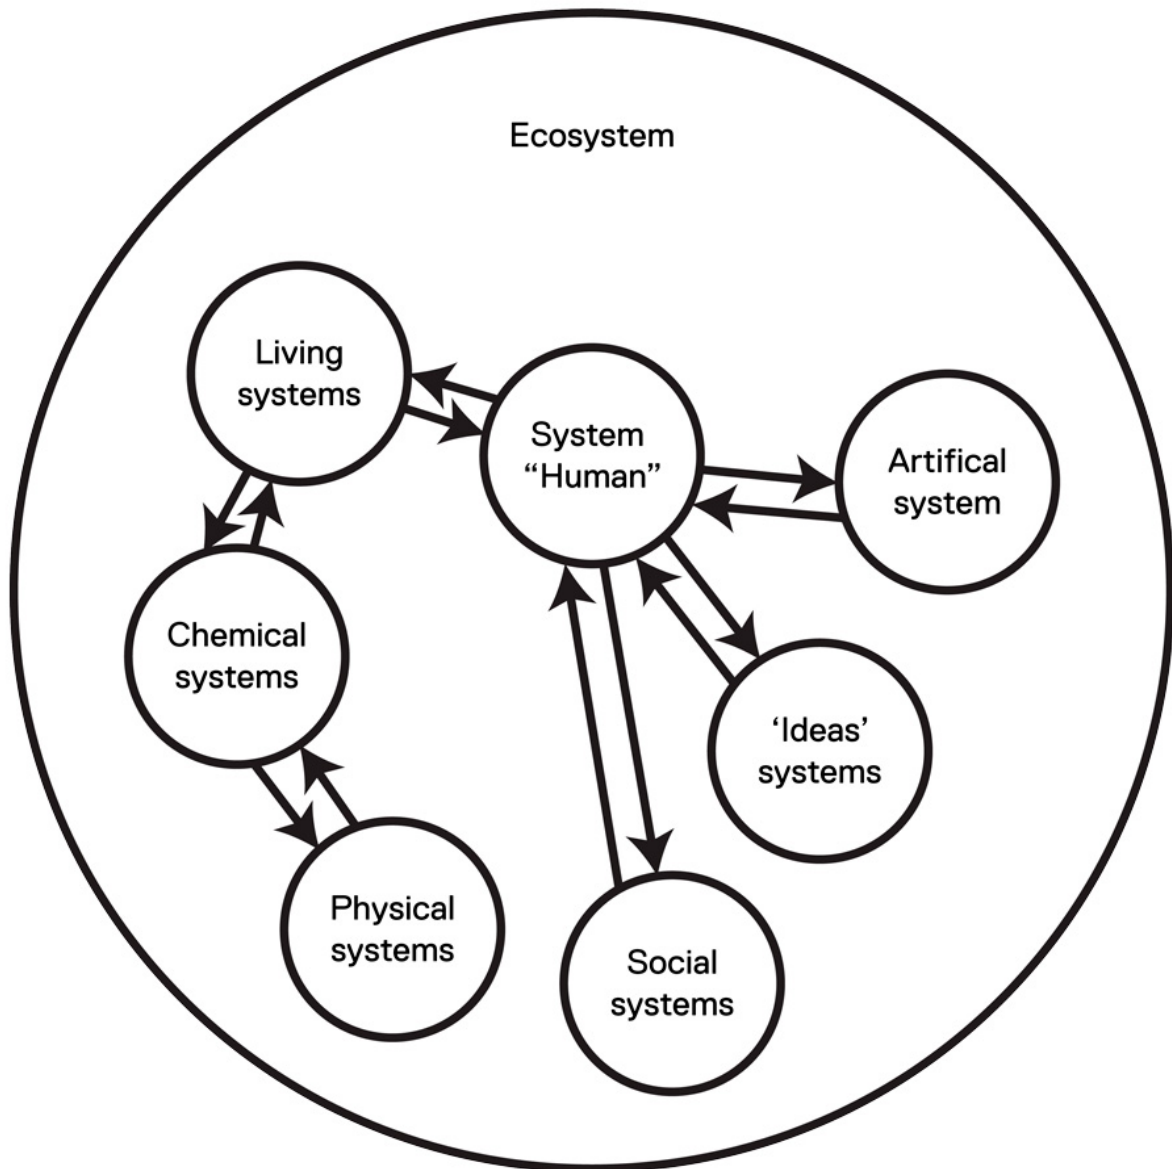 Ecosystem
Living
systems
System
“Human”
Artifical
system
Chemical
systems
‘Ideas’
systems
Physical
systems
Social
systems